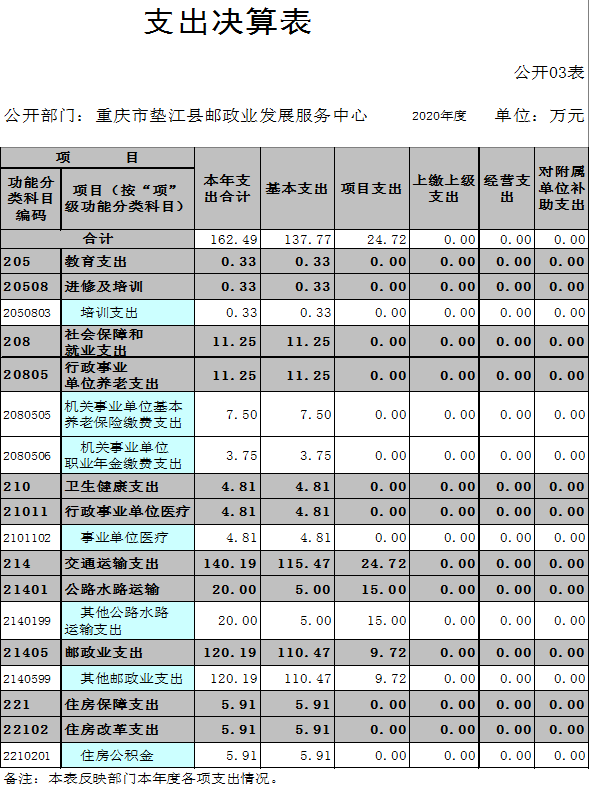 支出决算表
公开03表
公开部门：重庆市垫江县邮政业发展服务中心 2020年度 单位：万元
项 目 本年支出合计 基本支出 项目支出 上缴上级支出 经营支出 对附属单位补助支出
功能分类科目编码 项目（按“项”级功能分类科目）
合计 162.49 137.77 24.72 0.00 0.00 0.00
205 教育支出 0.33 0.33 0.00 0.00 0.00 0.00
20508 进修及培训 0.33 0.33 0.00 0.00 0.00 0.00
2050803 培训支出 0.33 0.33 0.00 0.00 0.00 0.00
208 社会保障和就业支出 11.25 11.25 0.00 0.00 0.00 0.00
20805 行政事业单位养老支出 11.25 11.25 0.00 0.00 0.00 0.00
2080505 机关事业单位基本养老保险缴费支出 7.50 7.50 0.00 0.00 0.00 0.00
2080506 机关事业单位职业年金缴费支出 3.75 3.75 0.00 0.00 0.00 0.00
210 卫生健康支出 4.81 4.81 0.00 0.00 0.00 0.00
21011 行政事业单位医疗 4.81 4.81 0.00 0.00 0.00 0.00
2101102 事业单位医疗 4.81 4.81 0.00 0.00 0.00 0.00
214 交通运输支出 140.19 115.47 24.72 0.00 0.00 0.00
21401 公路水路运输 20.00 5.00 15.00 0.00 0.00 0.00
2140199 其他公路水路运输支出 20.00 5.00 15.00 0.00 0.00 0.00
21405 邮政业支出 120.19 110.47 9.72 0.00 0.00 0.00
2140599 其他邮政业支出 120.19 110.47 9.72 0.00 0.00 0.00
221 住房保障支出 5.91 5.91 0.00 0.00 0.00 0.00
22102 住房改革支出 5.91 5.91 0.00 0.00 0.00 0.00
2210201 住房公积金 5.91 5.91 0.00 0.00 0.00 0.00
备注：本表反映部门本年度各项支出情况。